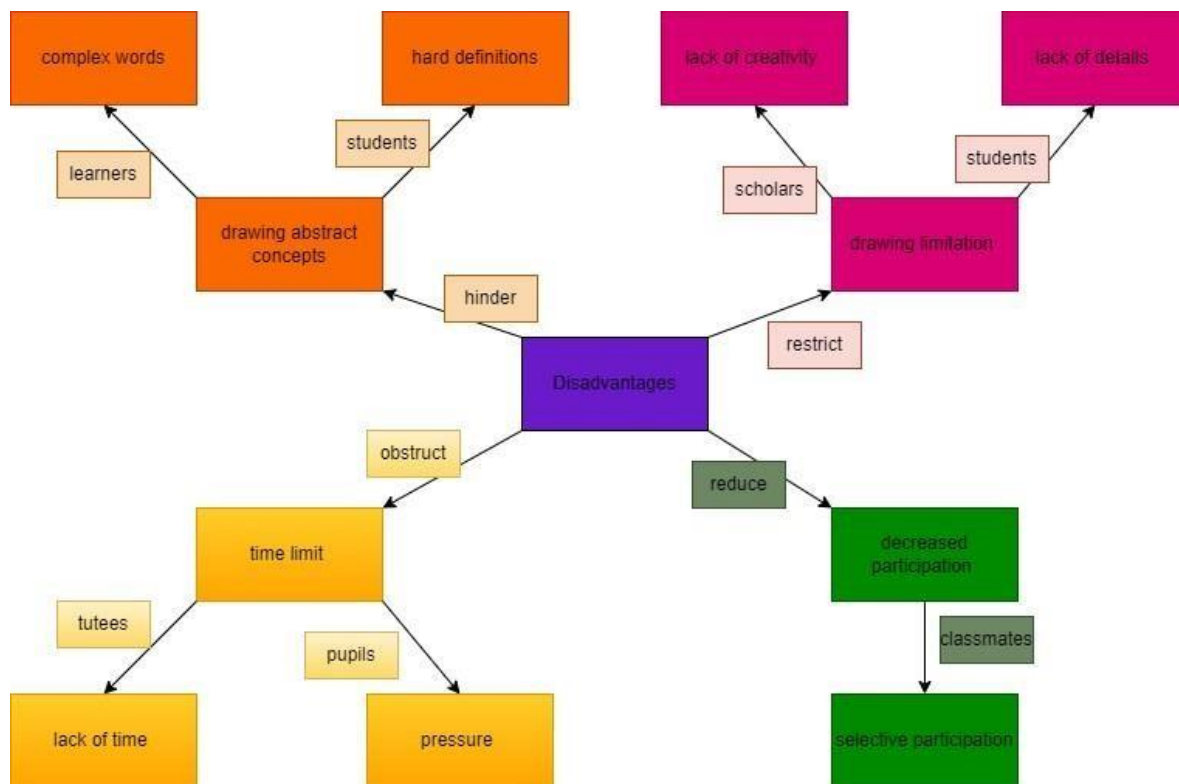 complex words
hard definitions
lack of creativity
lack of details
learners
students
scholars
students
drawing abstract
concepts
drawing limitation
hinder
restrict
Disadvantages
obstruct
reduce
time limit
decreased
participation
tutees
pupils
classmates
lack of time
pressure
selective participation